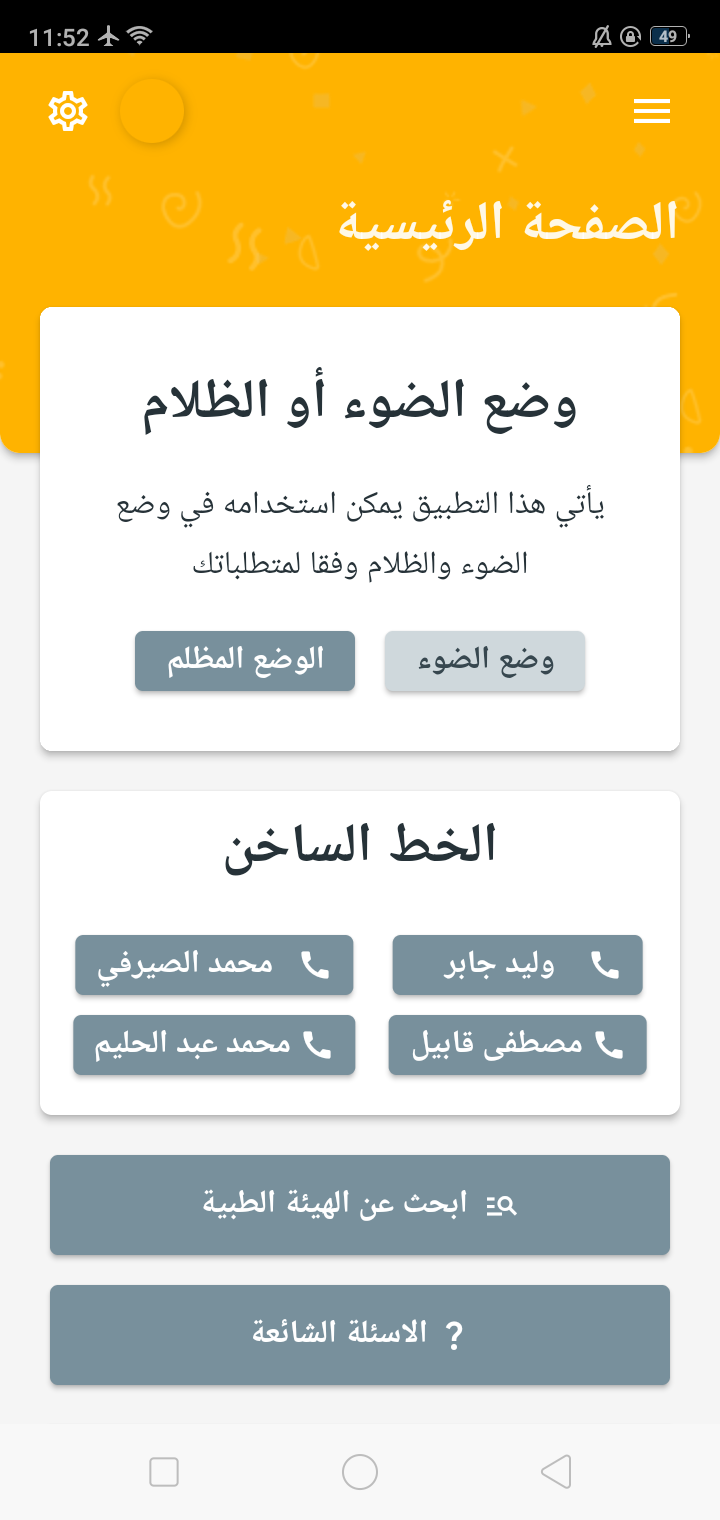 11:52
49
الصفحة الرئيسية
وضع الضوء أو الظلام
يأتي هذا التطبيق يمكن استخدامه في وضع
الضوء والظلام وفقا لمتطلباتك
وضع الضوء
الوضع المظلم
الخط الساخن
وليد جابر
محمد الصيرفي
مصطفى قابيل
محمد عبد الحليم
ابحث عن الهيئة الطبية
? الاسئلة الشائعة